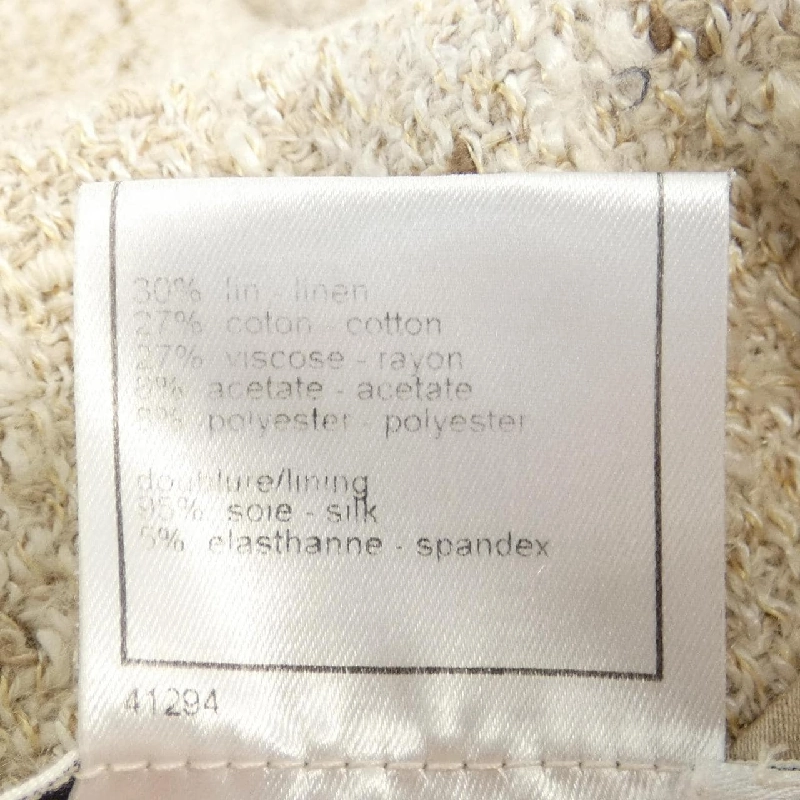 30% lin - linen
27% coton - cotton
27% viscose - rayon
8% acetate - acetate
8% polyester - polyester
doublure/lining
95% soie - silk
5% elasthanne - spandex
41294